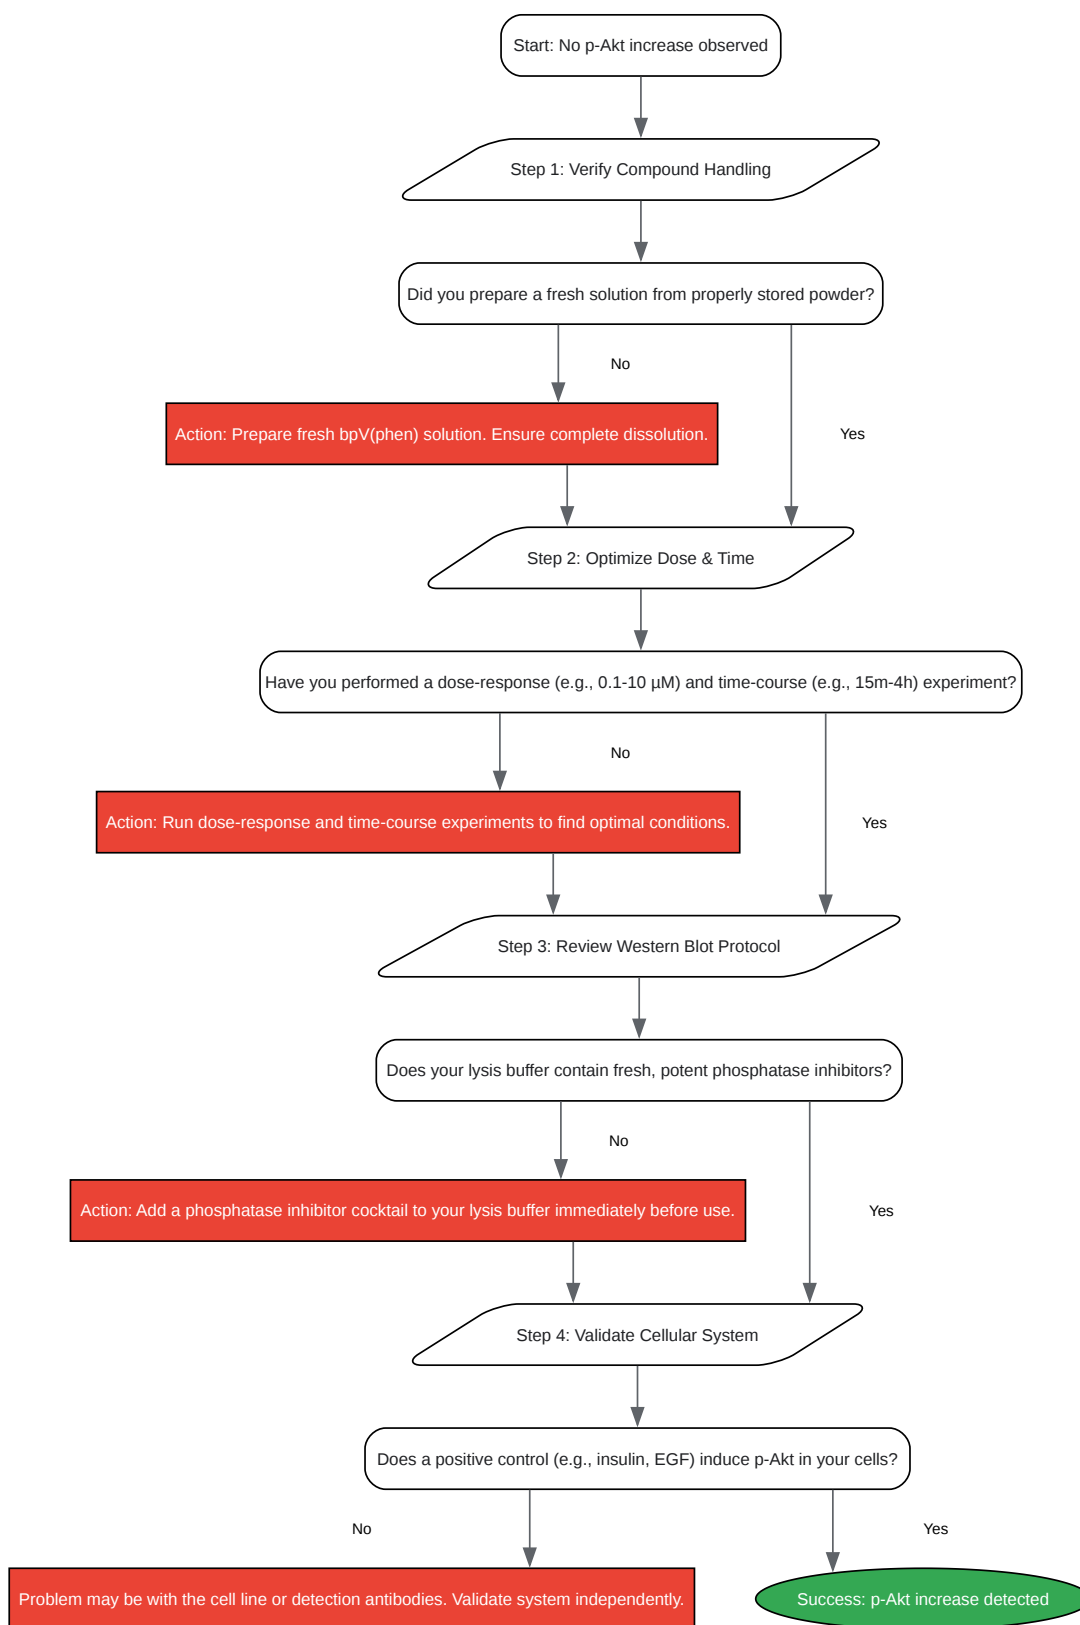 Start: No p-Akt increase observed
Step 1: Verify Compound Handling
Did you prepare a fresh solution from properly stored powder?
No
Action: Prepare fresh bpV(phen) solution. Ensure complete dissolution.
Yes
Step 2: Optimize Dose & Time
Have you performed a dose-response (e.g., 0.1-10 µM) and time-course (e.g., 15m-4h) experiment?
No
Action: Run dose-response and time-course experiments to find optimal conditions.
Yes
Step 3: Review Western Blot Protocol
Does your lysis buffer contain fresh, potent phosphatase inhibitors?
No
Action: Add a phosphatase inhibitor cocktail to your lysis buffer immediately before use.
Yes
Step 4: Validate Cellular System
Does a positive control (e.g., insulin, EGF) induce p-Akt in your cells?
No
Yes
Problem may be with the cell line or detection antibodies. Validate system independently.
Success: p-Akt increase detected